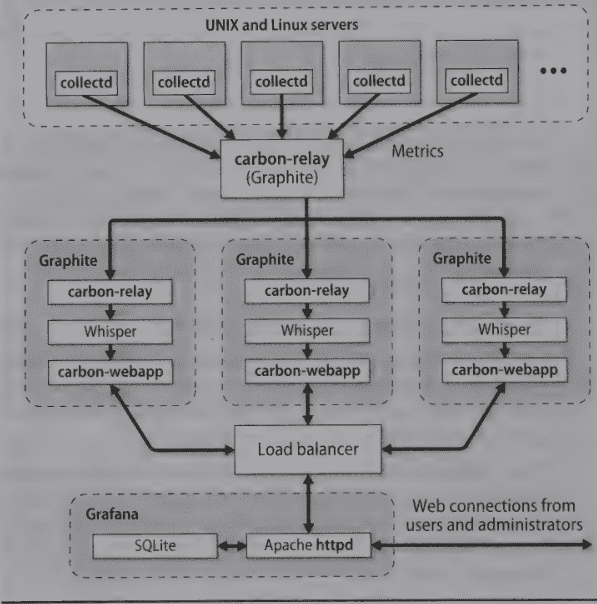 UNIX and Linux servers
collectd
collectd
collectd
collectd
collectd
•••
carbon-relay
(Graphite)
Metrics
Graphite
carbon-relay
Whisper
carbon-webapp
Graphite
carbon-relay
Whisper
carbon-webapp
Graphite
carbon-relay
Whisper
carbon-webapp
Load balancer
Grafana
SQLite
Apache httpd
Web connections from
users and administrators